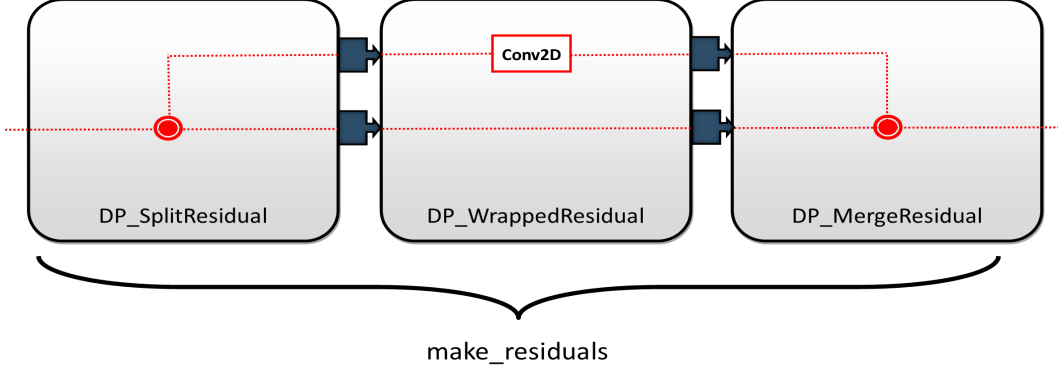 Conv2D
DP_SplitResidual
DP_WrappedResidual
DP_MergeResidual
make_residuals